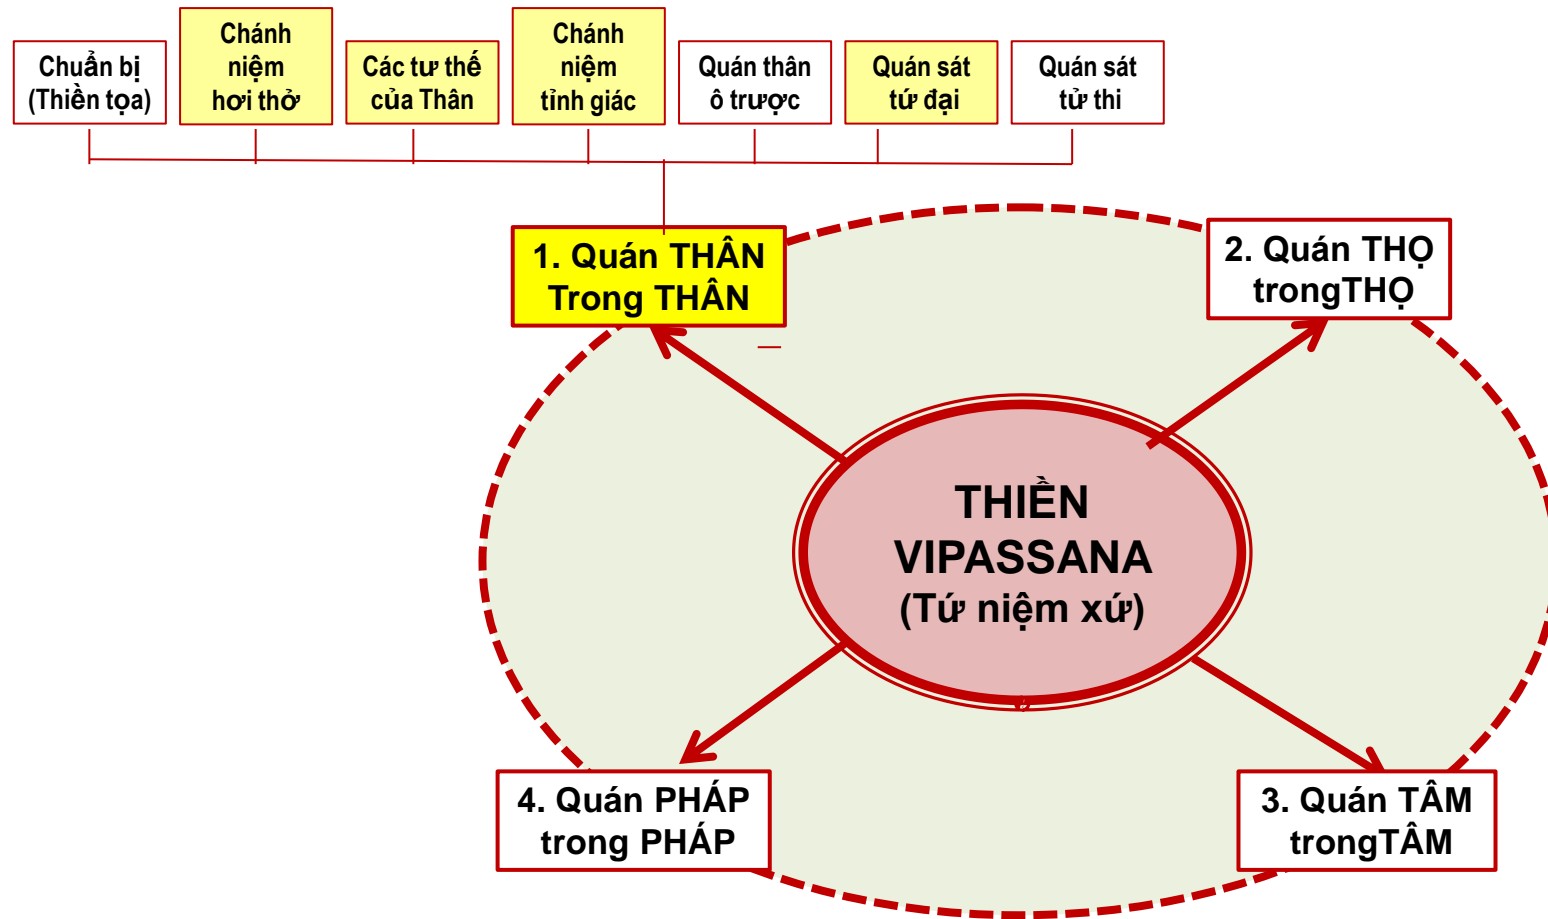 Chuẩn bị
(Thiền tọa)
Chánh
niệm
hơi thở
Các tư thế
của Thân
Chánh
niệm
tỉnh giác
Quán thân
ô trược
Quán sát
tứ đại
Quán sát
tử thi
1. Quán THÂN
Trong THÂN
2. Quán THỌ
trongTHỌ
THIỀN
VIPASSANA
(Tứ niệm xứ)
4. Quán PHÁP
trong PHÁP
3. Quán TÂM
trongTÂM